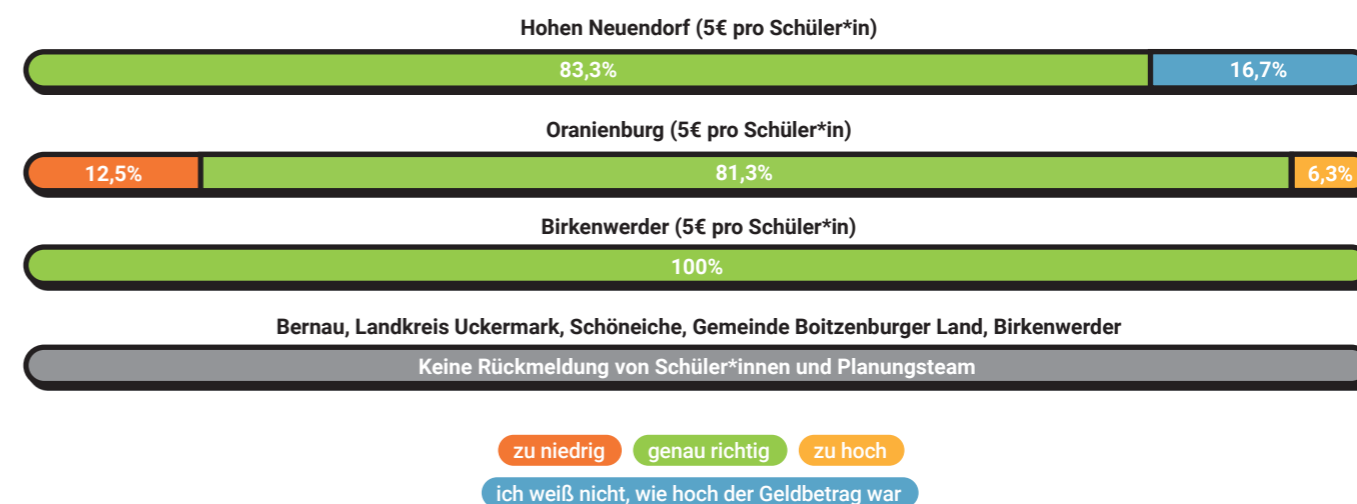 Hohen Neuendorf (5€ pro Schüler*in)
83,3% 16,7%
Oranienburg (5€ pro Schüler*in)
12,5% 81,3% 6,3%
Birkenwerder (5€ pro Schüler*in)
100%
Bernau, Landkreis Uckermark, Schöneiche, Gemeinde Boitzenburger Land, Birkenwerder
Keine Rückmeldung von Schüler*innen und Planungsteam
zu niedrig genau richtig zu hoch
ich weiß nicht, wie hoch der Geldbetrag war